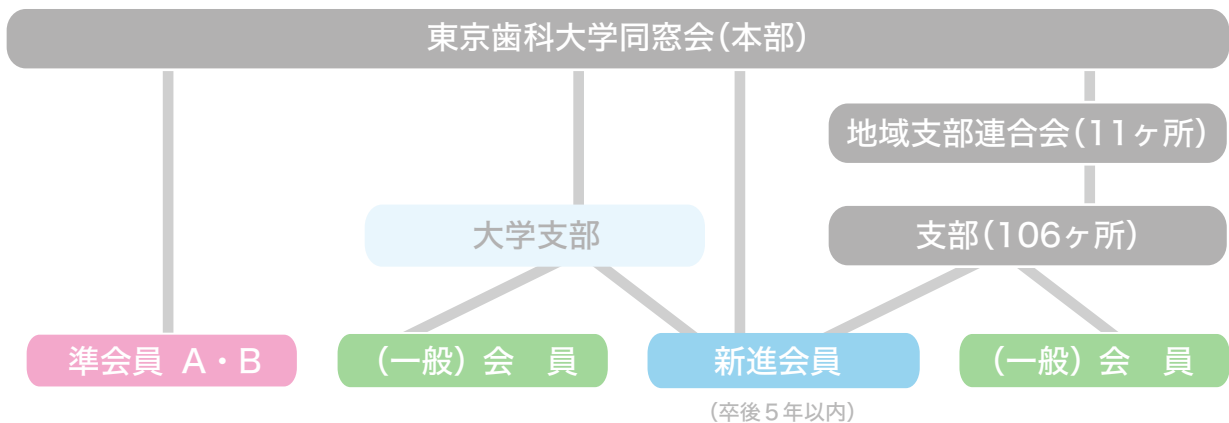 東京歯科大学同窓会(本部)
地域支部連合会(11ヶ所)
大学支部
支部(106ヶ所)
準会員 A・B
(一般) 会　員
新進会員
(一般) 会　員
(卒後5年以内)